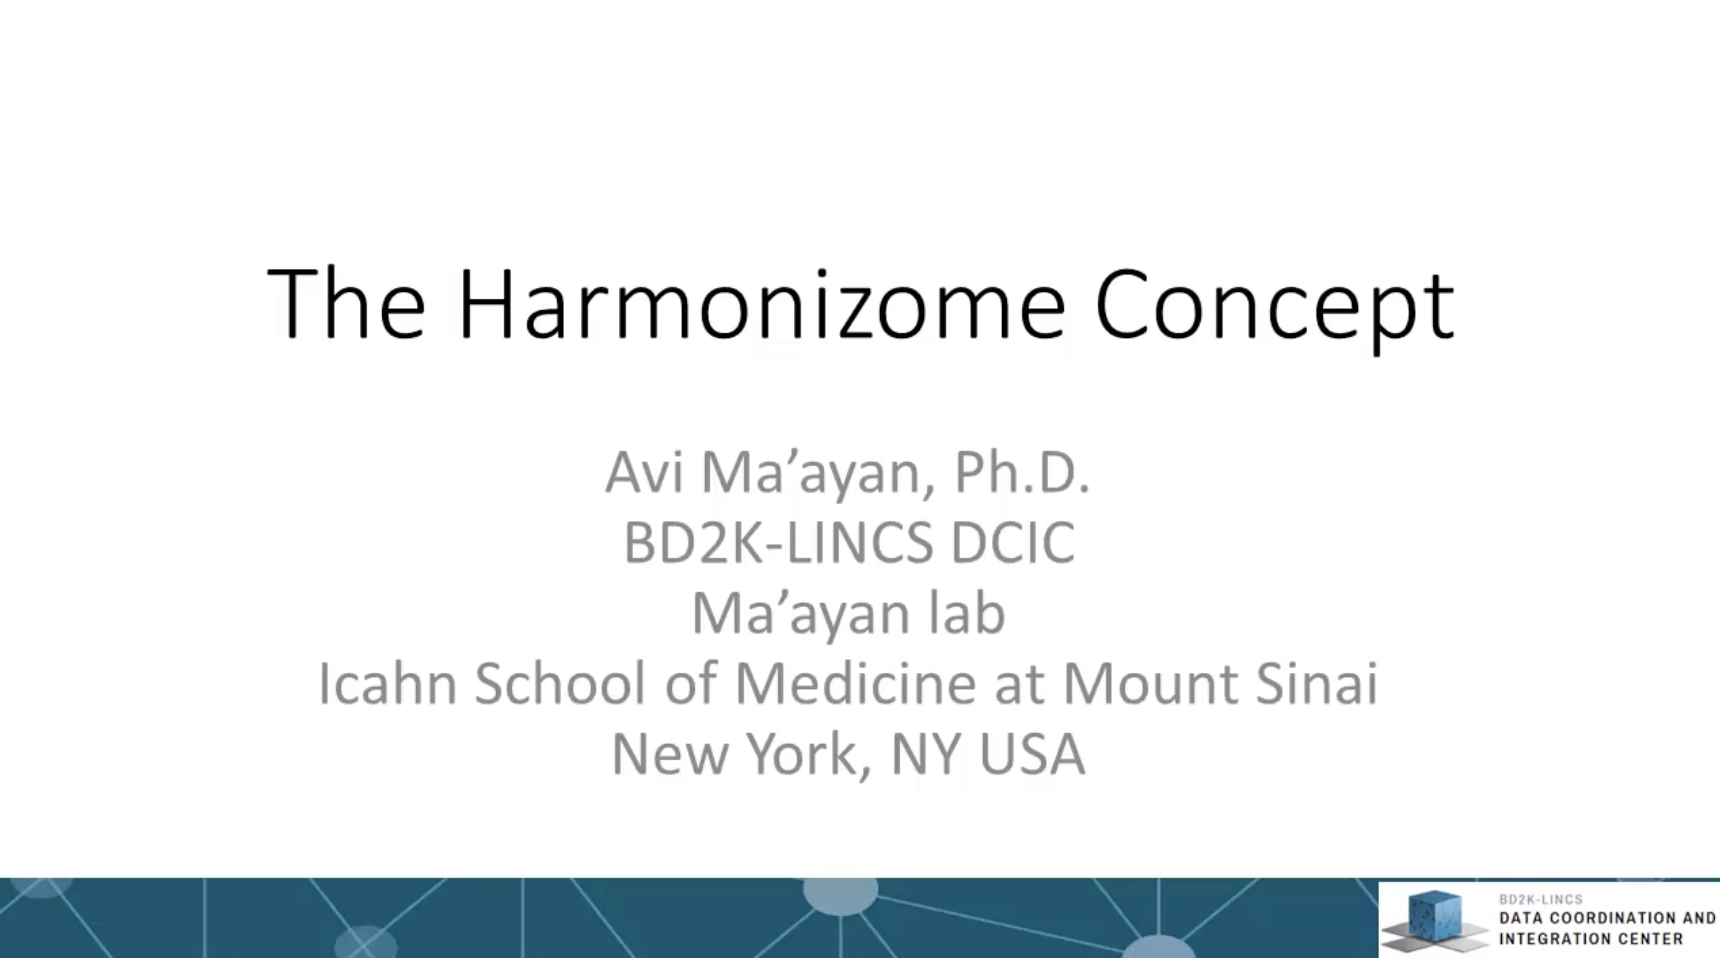 The Harmonizome Concept
Avi Ma’ayan, Ph.D.
BD2K-LINCS DCIC
Ma’ayan lab
Icahn School of Medicine at Mount Sinai
New York, NY USA
BD2K-LINCS
DATA COORDINATION AND
INTEGRATION CENTER